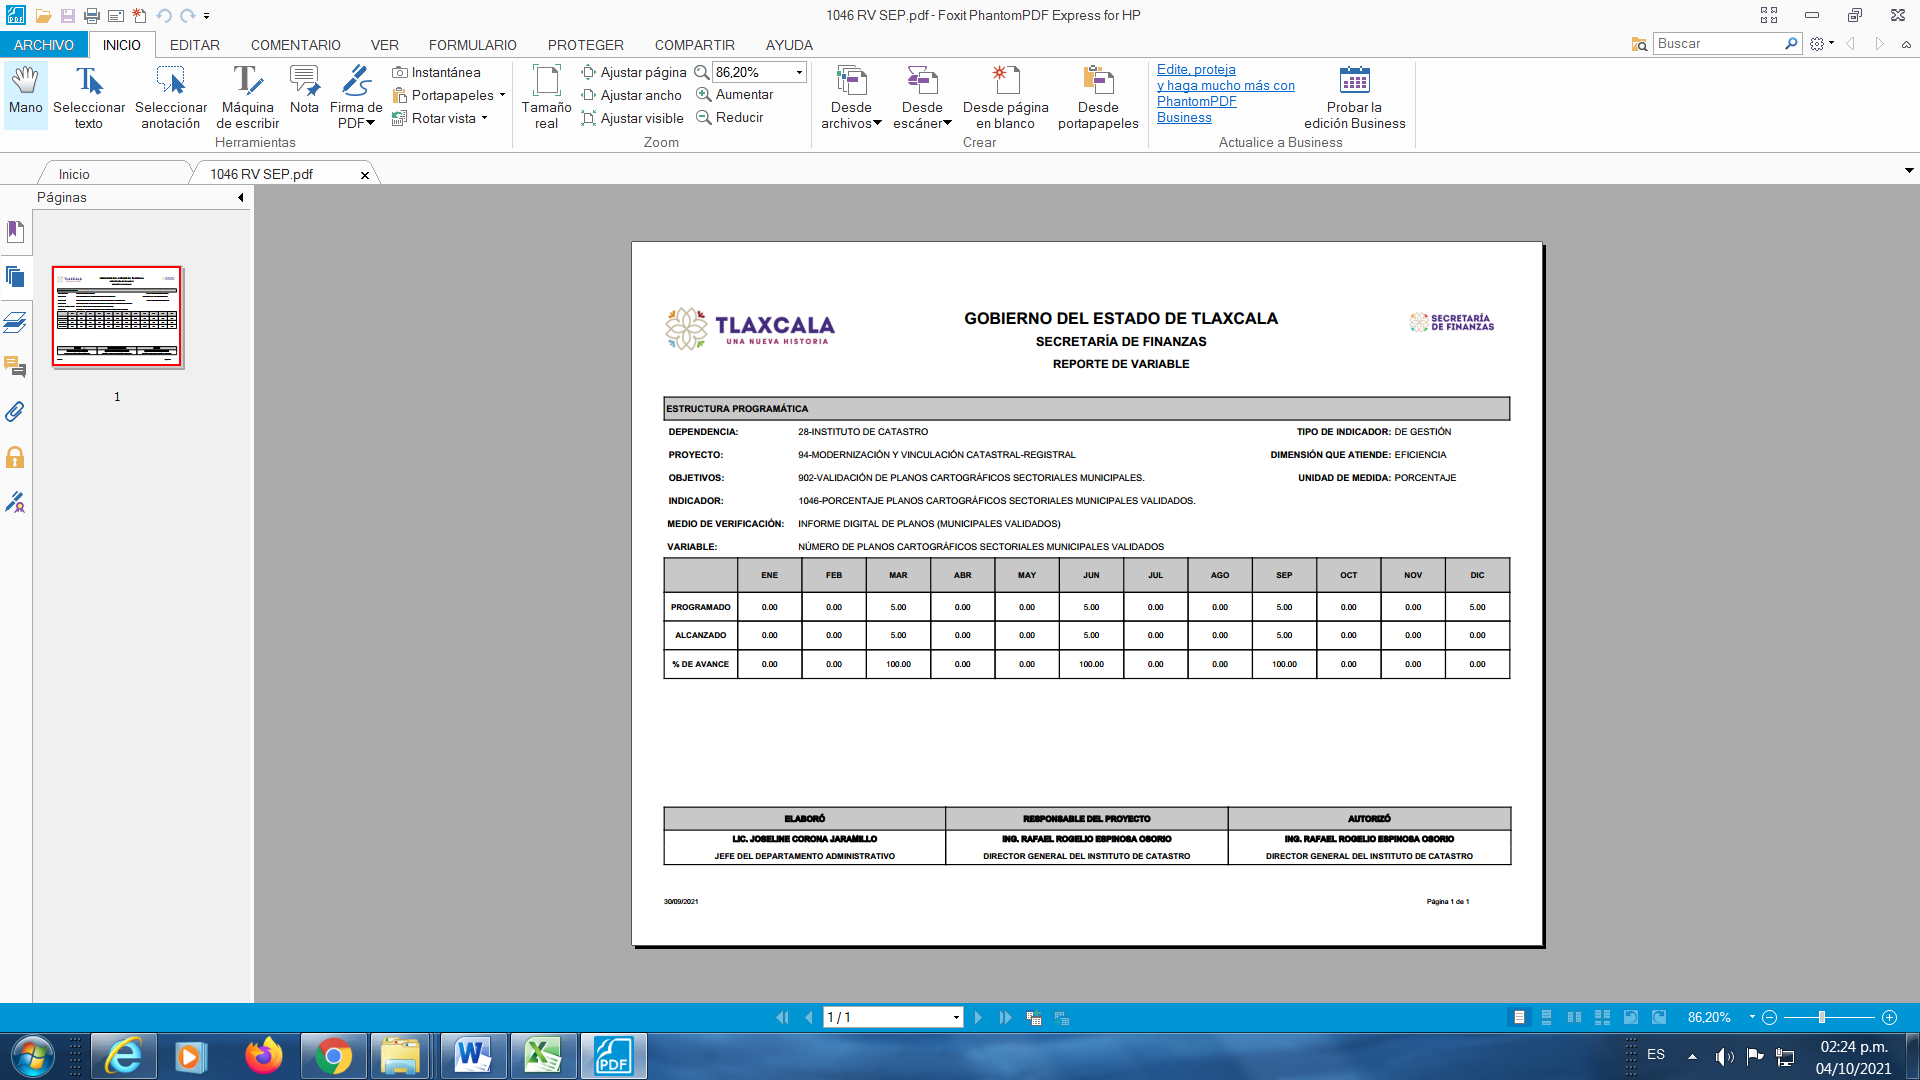 1046 RV SEP.pdf - Foxit PhantomPDF Express for HP
ARCHIVO INICIO EDITAR COMENTARIO VER FORMULARIO PROTEGER COMPARTIR AYUDA
Buscar
Mano
Seleccionar texto
Seleccionar anotación
Máquina de escribir
Nota
Firma de PDF
Instantánea
Portapapeles
Rotar vista
Herramientas
Tamaño real
Ajustar página
Ajustar ancho
Ajustar visible
86,20%
Aumentar
Reducir
Zoom
Desde archivos
Desde escáner
Desde página en blanco
Desde portapapeles
Crear
Edite, proteja
y haga mucho más con
PhantomPDF
Business
Probar la edición Business
Actualice a Business
Inicio
1046 RV SEP.pdf
Páginas
1
TLAXCALA
UNA NUEVA HISTORIA
GOBIERNO DEL ESTADO DE TLAXCALA
SECRETARÍA DE FINANZAS
REPORTE DE VARIABLE
SECRETARÍA
DE FINANZAS
ESTRUCTURA PROGRAMÁTICA
DEPENDENCIA: 28-INSTITUTO DE CATASTRO TIPO DE INDICADOR: DE GESTIÓN
PROYECTO: 94-MODERNIZACIÓN Y VINCULACIÓN CATASTRAL-REGISTRAL DIMENSIÓN QUE ATIENDE: EFICIENCIA
OBJETIVOS: 902-VALIDACIÓN DE PLANOS CARTOGRÁFICOS SECTORIALES MUNICIPALES. UNIDAD DE MEDIDA: PORCENTAJE
INDICADOR: 1046-PORCENTAJE PLANOS CARTOGRÁFICOS SECTORIALES MUNICIPALES VALIDADOS.
MEDIO DE VERIFICACIÓN: INFORME DIGITAL DE PLANOS (MUNICIPALES VALIDADOS)
VARIABLE: NÚMERO DE PLANOS CARTOGRÁFICOS SECTORIALES MUNICIPALES VALIDADOS
ENE FEB MAR ABR MAY JUN JUL AGO SEP OCT NOV DIC
PROGRAMADO 0.00 0.00 5.00 0.00 0.00 5.00 0.00 0.00 5.00 0.00 0.00 5.00
ALCANZADO 0.00 0.00 5.00 0.00 0.00 5.00 0.00 0.00 5.00 0.00 0.00 0.00
% DE AVANCE 0.00 0.00 100.00 0.00 0.00 100.00 0.00 0.00 100.00 0.00 0.00 0.00
ELABORÓ RESPONSABLE DEL PROYECTO AUTORIZÓ
LIC. JOSELINE CORONA JARAMILLO ING. RAFAEL ROGELIO ESPINOSA OSORIO ING. RAFAEL ROGELIO ESPINOSA OSORIO
JEFE DEL DEPARTAMENTO ADMINISTRATIVO DIRECTOR GENERAL DEL INSTITUTO DE CATASTRO DIRECTOR GENERAL DEL INSTITUTO DE CATASTRO
30/09/2021 Página 1 de 1
1 / 1
86,20%
ES
02:24 p.m.
04/10/2021